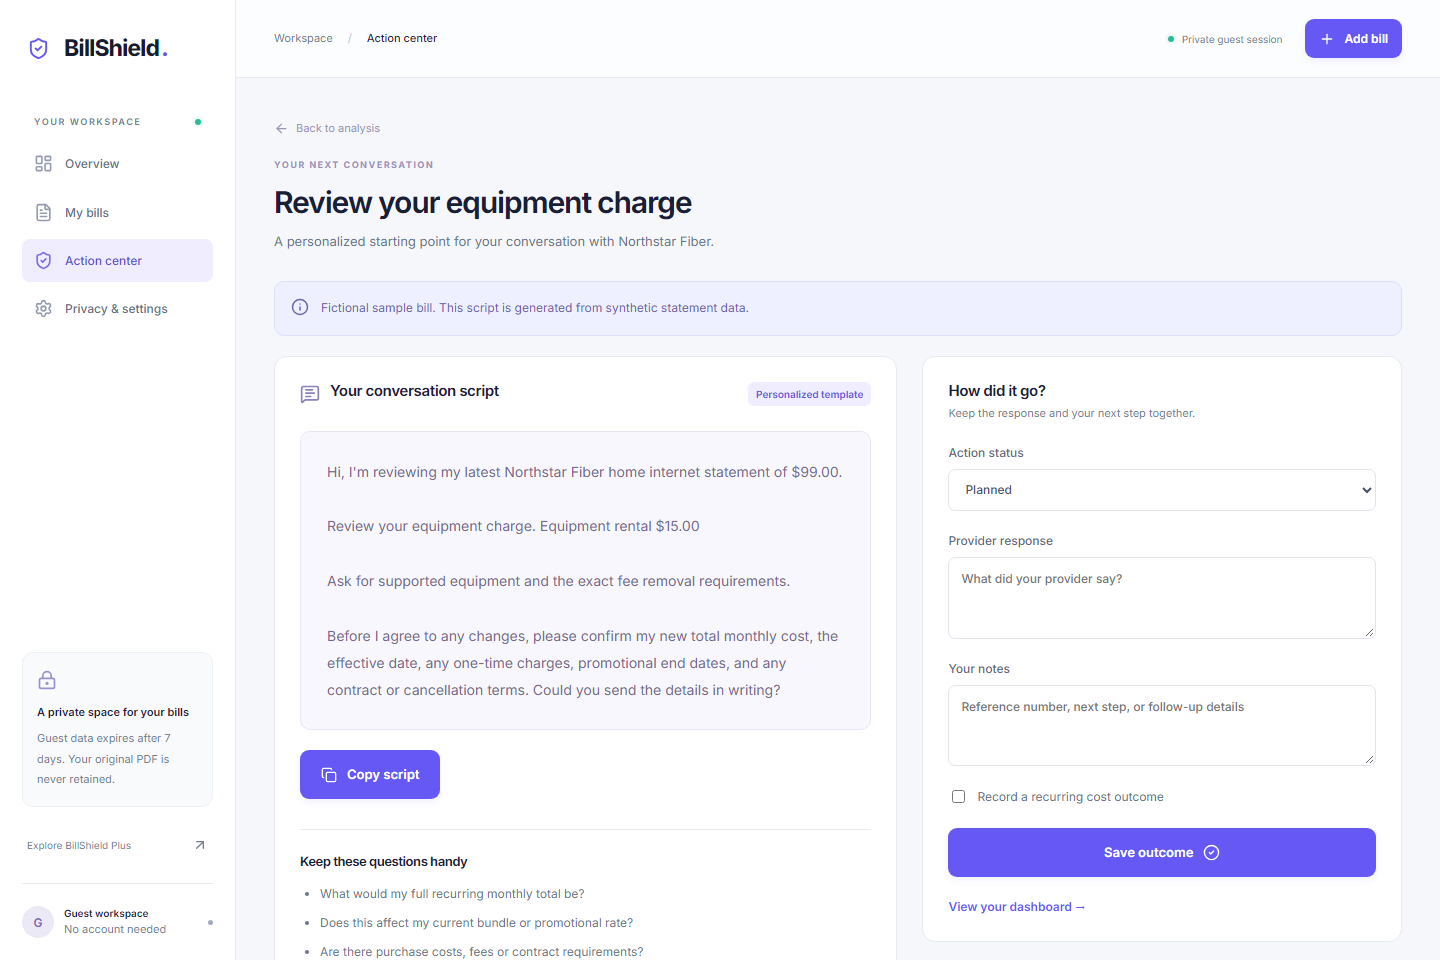 BillShield.
YOUR WORKSPACE
Overview
My bills
Action center
Privacy & settings
A private space for your bills
Guest data expires after 7
days. Your original PDF is
never retained.
Explore BillShield Plus
G
Guest workspace
No account needed
Workspace / Action center
Private guest session
Add bill
Back to analysis
YOUR NEXT CONVERSATION
Review your equipment charge
A personalized starting point for your conversation with Northstar Fiber.
Fictional sample bill. This script is generated from synthetic statement data.
Your conversation script
Personalized template
Hi, I'm reviewing my latest Northstar Fiber home internet statement of $99.00.
Review your equipment charge. Equipment rental $15.00
Ask for supported equipment and the exact fee removal requirements.
Before I agree to any changes, please confirm my new total monthly cost, the
effective date, any one-time charges, promotional end dates, and any
contract or cancellation terms. Could you send the details in writing?
Copy script
Keep these questions handy
• What would my full recurring monthly total be?
• Does this affect my current bundle or promotional rate?
• Are there purchase costs, fees or contract requirements?
How did it go?
Keep the response and your next step together.
Action status
Planned
Provider response
What did your provider say?
Your notes
Reference number, next step, or follow-up details
Record a recurring cost outcome
Save outcome
View your dashboard →